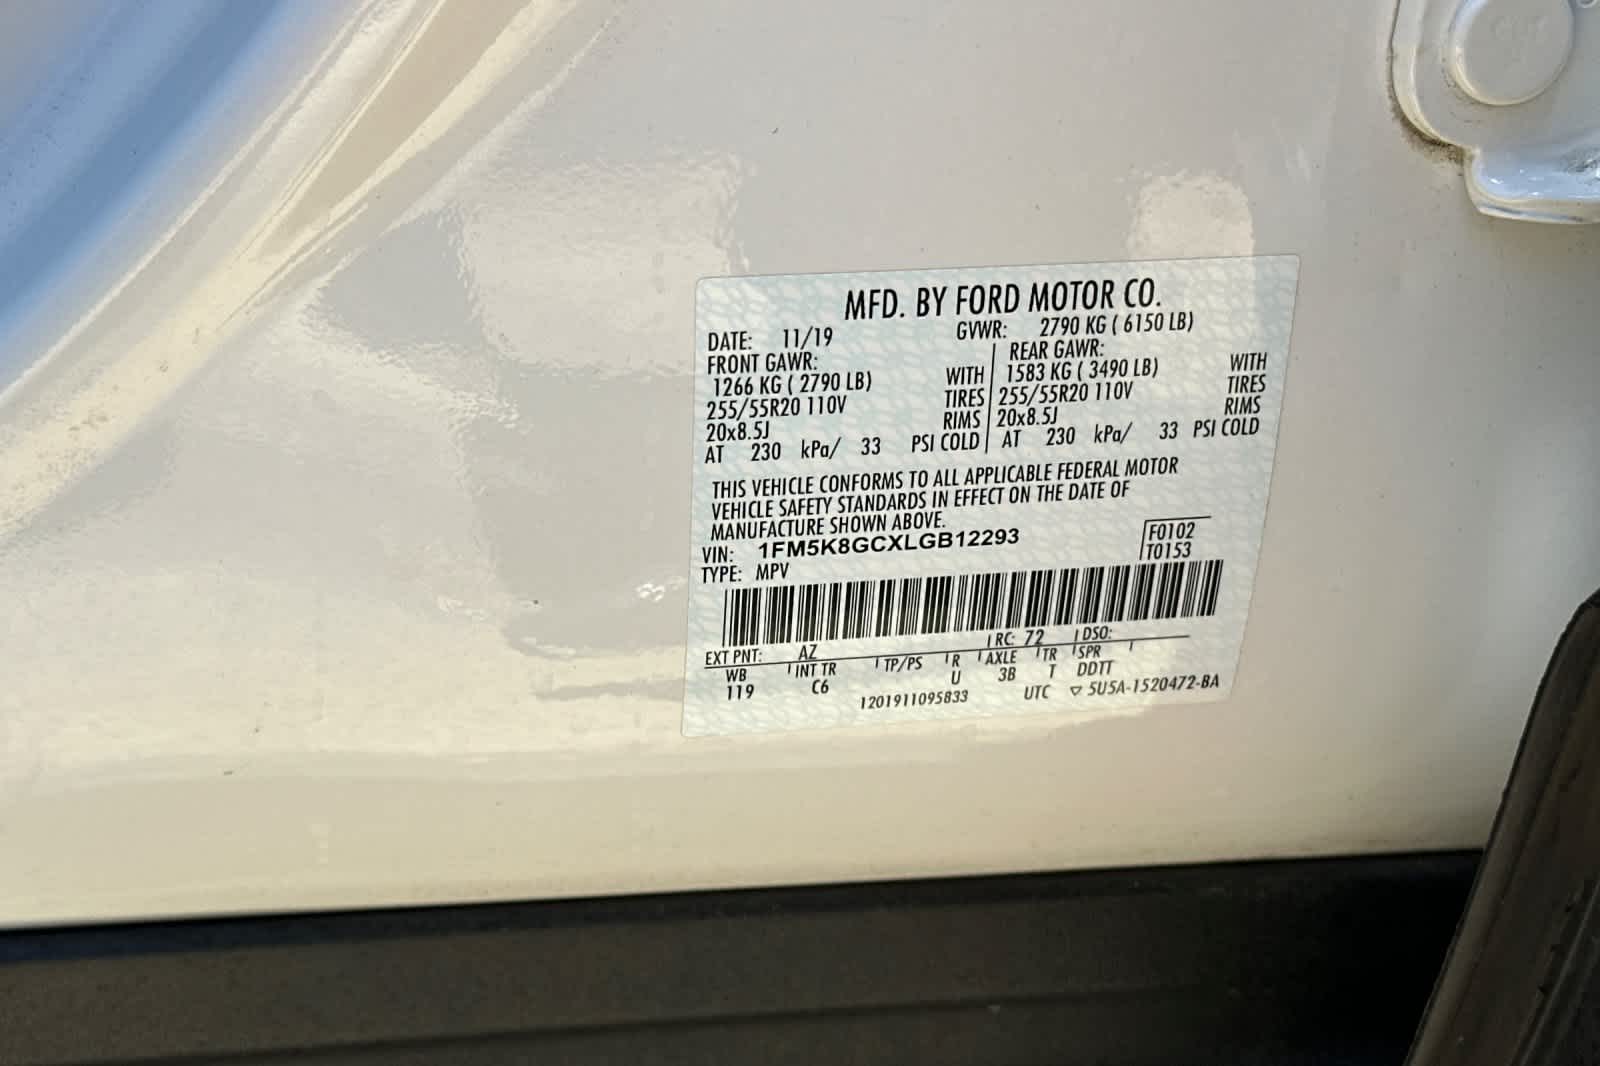 MFD. BY FORD MOTOR CO.
DATE: 11/19 GVWR: 2790 KG ( 6150 LB)
FRONT GAWR: REAR GAWR:
1266 KG ( 2790 LB) WITH 1583 KG ( 3490 LB) WITH
255/55R20 110V TIRES 255/55R20 110V TIRES
20x8.5J RIMS 20x8.5J RIMS
AT 230 kPa/ 33 PSI COLD AT 230 kPa/ 33 PSI COLD
THIS VEHICLE CONFORMS TO ALL APPLICABLE FEDERAL MOTOR
VEHICLE SAFETY STANDARDS IN EFFECT ON THE DATE OF
MANUFACTURE SHOWN ABOVE.
VIN: 1FM5K8GCXLGB12293 F0102
TYPE: MPV T0153
EXT PNT: AZ RC: 72 DSO:
WB INT TR TP/PS R AXLE TR SPR
119 C6 U 3B T DDTT
1201911095833 UTC ▽ 5U5A-1520472-BA